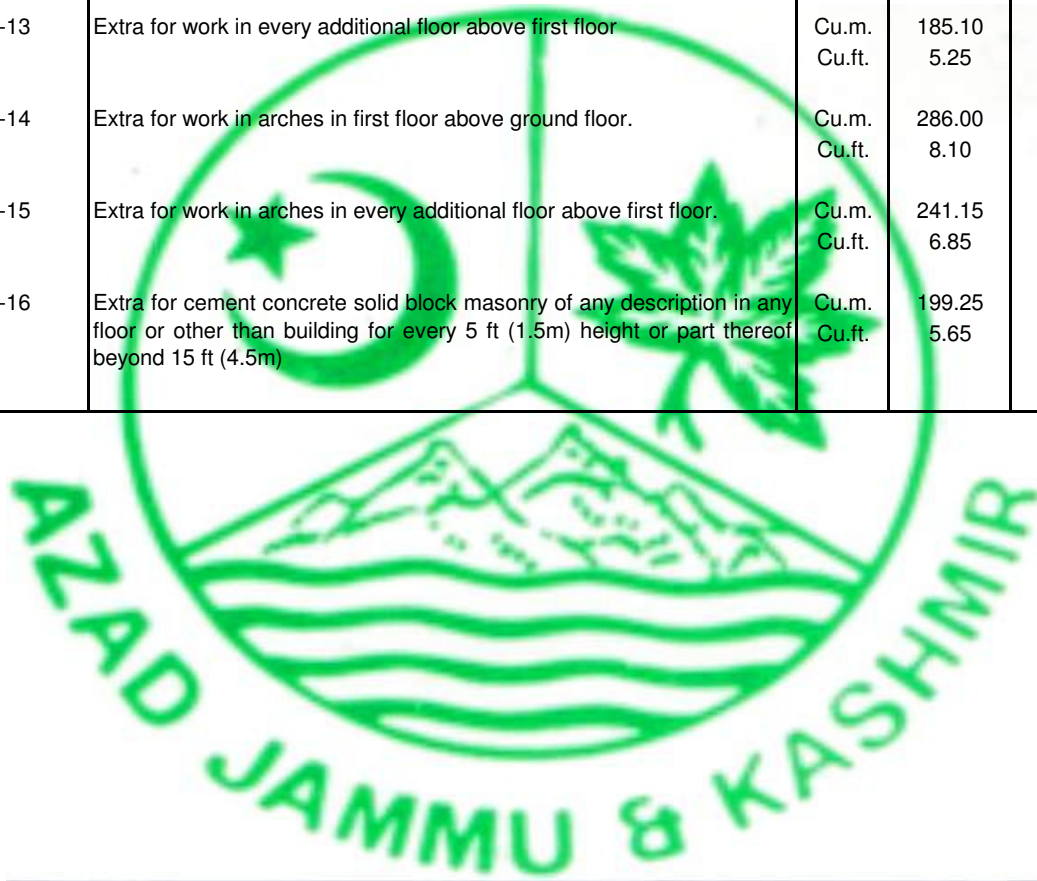 -13 Extra for work in every additional floor above first floor Cu.m. 185.10
Cu.ft. 5.25
-14 Extra for work in arches in first floor above ground floor. Cu.m. 286.00
Cu.ft. 8.10
-15 Extra for work in arches in every additional floor above first floor. Cu.m. 241.15
Cu.ft. 6.85
-16 Extra for cement concrete solid block masonry of any description in any Cu.m. 199.25
floor or other than building for every 5 ft (1.5m) height or part thereof Cu.ft. 5.65
beyond 15 ft (4.5m)
AZAD JAMMU & KASHMIR